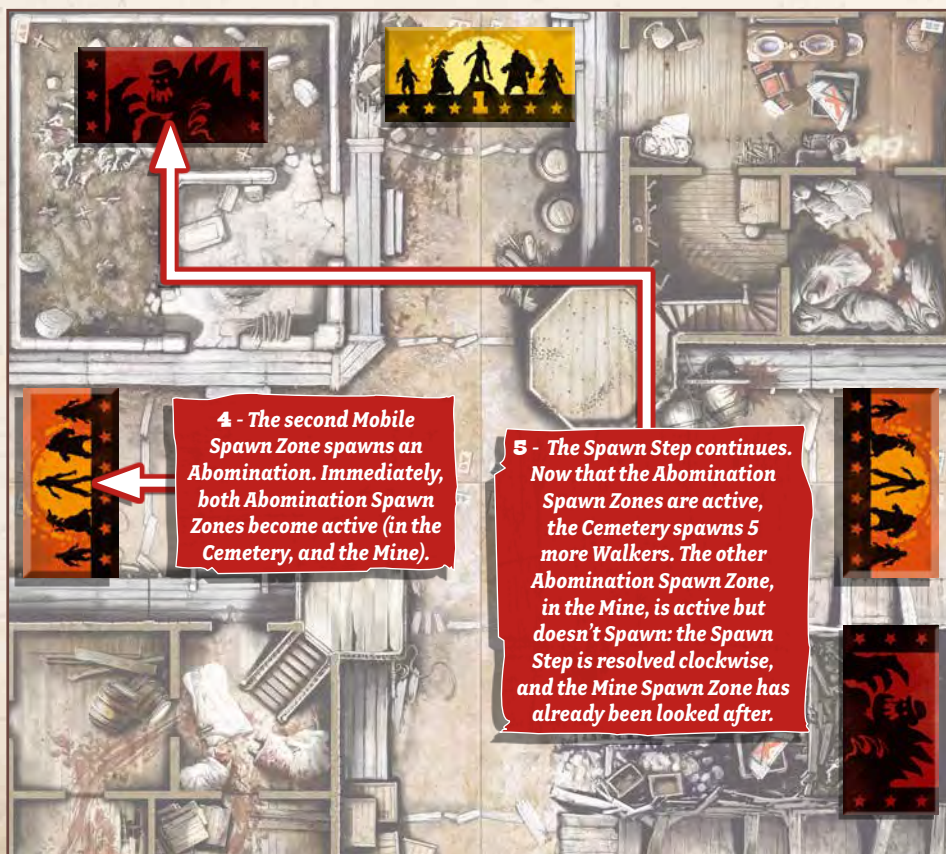 1
4 - The second Mobile
Spawn Zone spawns an
Abomination. Immediately,
both Abomination Spawn
Zones become active (in the
Cemetery, and the Mine).
5 - The Spawn Step continues.
Now that the Abomination
Spawn Zones are active,
the Cemetery spawns 5
more Walkers. The other
Abomination Spawn Zone,
in the Mine, is active but
doesn't Spawn: the Spawn
Step is resolved clockwise,
and the Mine Spawn Zone has
already been looked after.